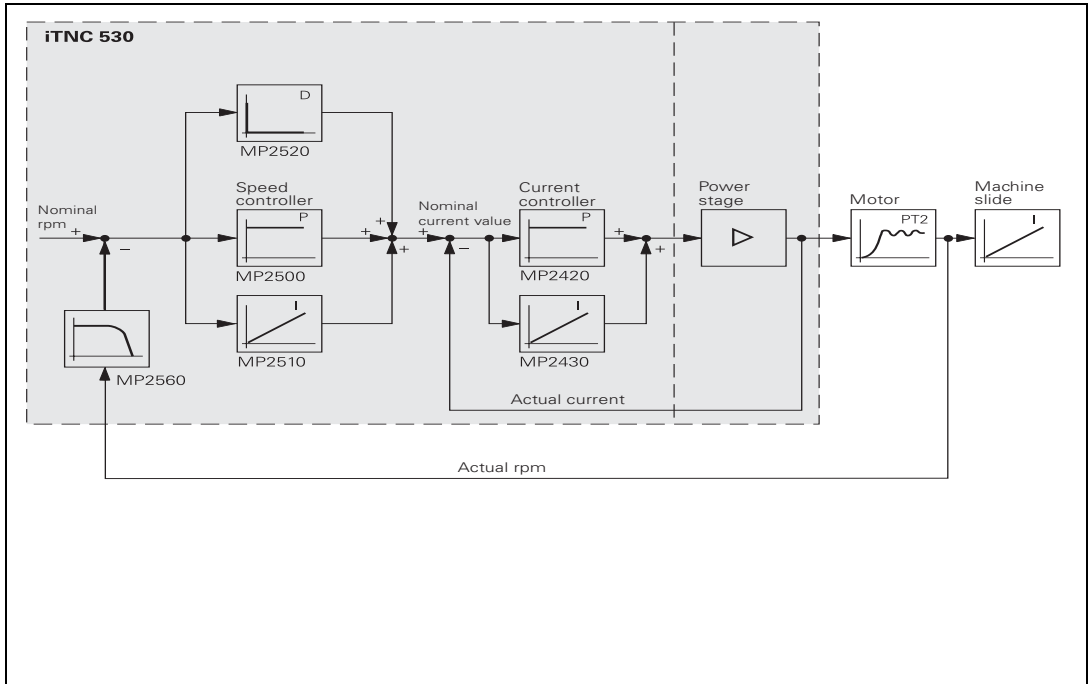 iTNC 530
D
MP2520
Speed
controller
P
MP2500
I
MP2510
Nominal
rpm
+
–
MP2560
+
+
+
Nominal
current value
+
–
Current
controller
P
MP2420
I
MP2430
+
+
Power
stage
Motor
PT2
Machine
slide
I
Actual current
Actual rpm